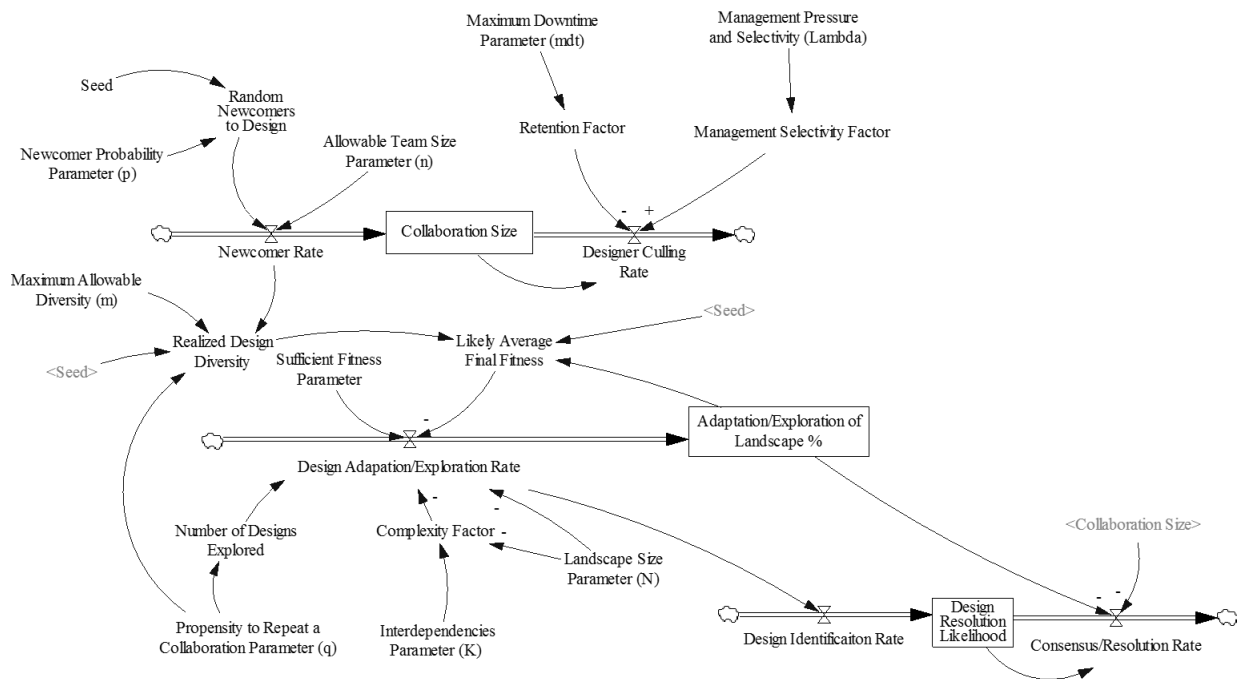 Maximum Downtime
Parameter (mdt)
Management Pressure
and Selectivity (Lambda)
Seed
Random
Newcomers
to Design
Newcomer Probability
Parameter (p)
Allowable Team Size
Parameter (n)
Retention Factor
Management Selectivity Factor
- +
Newcomer Rate
Collaboration Size
Designer Culling
Rate
Maximum Allowable
Diversity (m)
<Seed>
Realized Design
Diversity
Likely Average
Final Fitness
<Seed>
Sufficient Fitness
Parameter
-
Adaptation/Exploration of
Landscape %
Design Adapation/Exploration Rate
-
-
Number of Designs
Explored
Complexity Factor
-
Landscape Size
Parameter (N)
<Collaboration Size>
Propensity to Repeat a
Collaboration Parameter (q)
Interdependencies
Parameter (K)
- -
Design Identificaiton Rate
Design
Resolution
Likelihood
Consensus/Resolution Rate